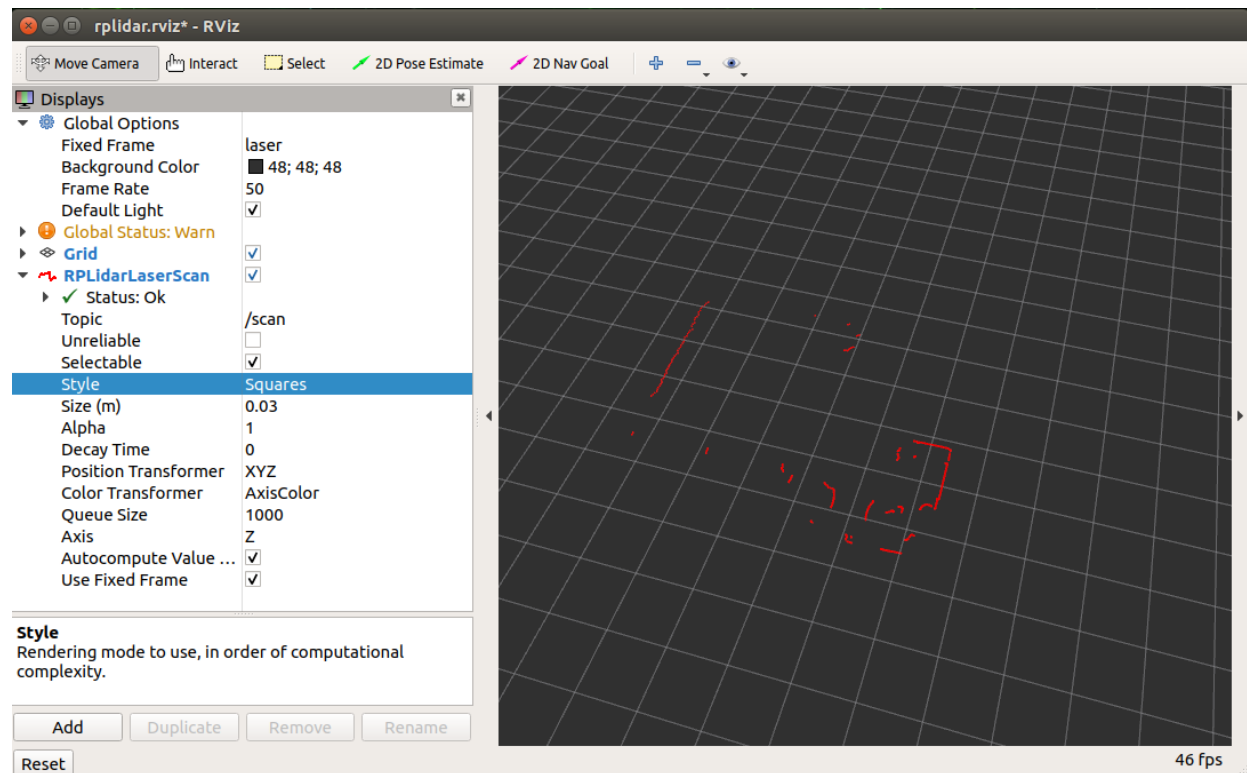 rplidar.rviz* - RViz
Move Camera Interact Select 2D Pose Estimate 2D Nav Goal
Displays
Global Options
Fixed Frame laser
Background Color 48; 48; 48
Frame Rate 50
Default Light
Global Status: Warn
Grid
RPLidarLaserScan
Status: Ok
Topic /scan
Unreliable
Selectable
Style Squares
Size (m) 0.03
Alpha 1
Decay Time 0
Position Transformer XYZ
Color Transformer AxisColor
Queue Size 1000
Axis Z
Autocompute Value ...
Use Fixed Frame
Style
Rendering mode to use, in order of computational
complexity.
Add Duplicate Remove Rename
Reset
46 fps